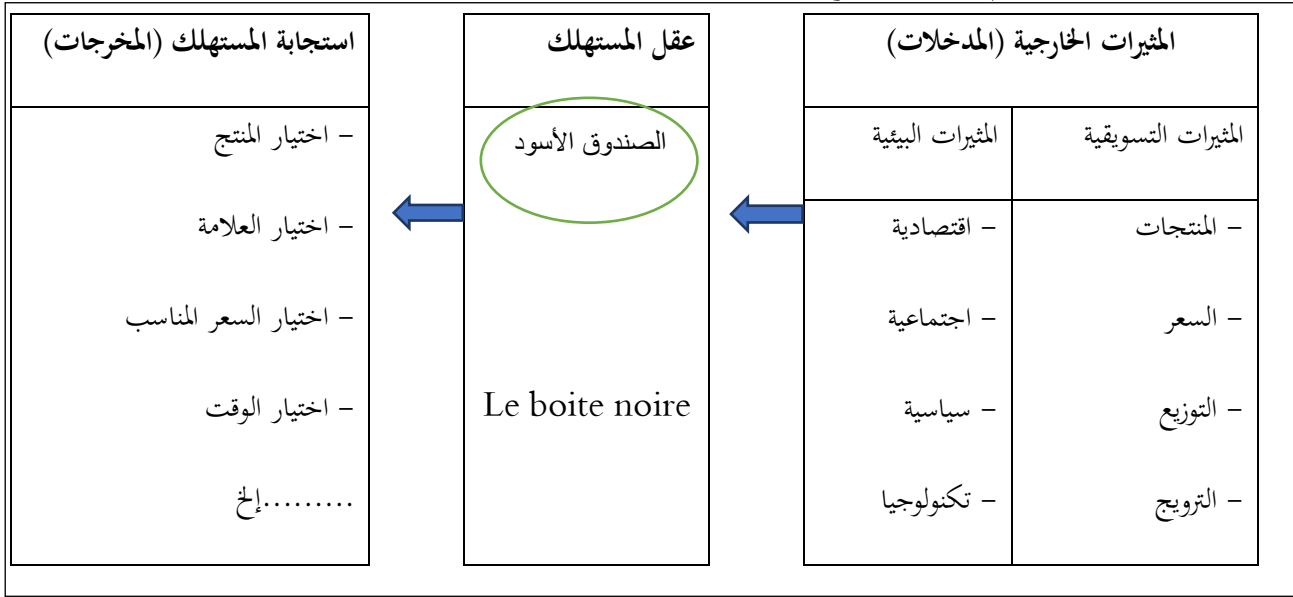 المثيرات الخارجية (المدخلات)
المثيرات التسويقية
المثيرات البيئية
– المنتجات
– اقتصادية
– السعر
– اجتماعية
– التوزيع
– سياسية
– الترويج
– تكنولوجيا
عقل المستهلك
الصندوق الأسود
Le boite noire
استجابة المستهلك (المخرجات)
– اختيار المنتج
– اختيار العلامة
– اختيار السعر المناسب
– اختيار الوقت
.........إلخ